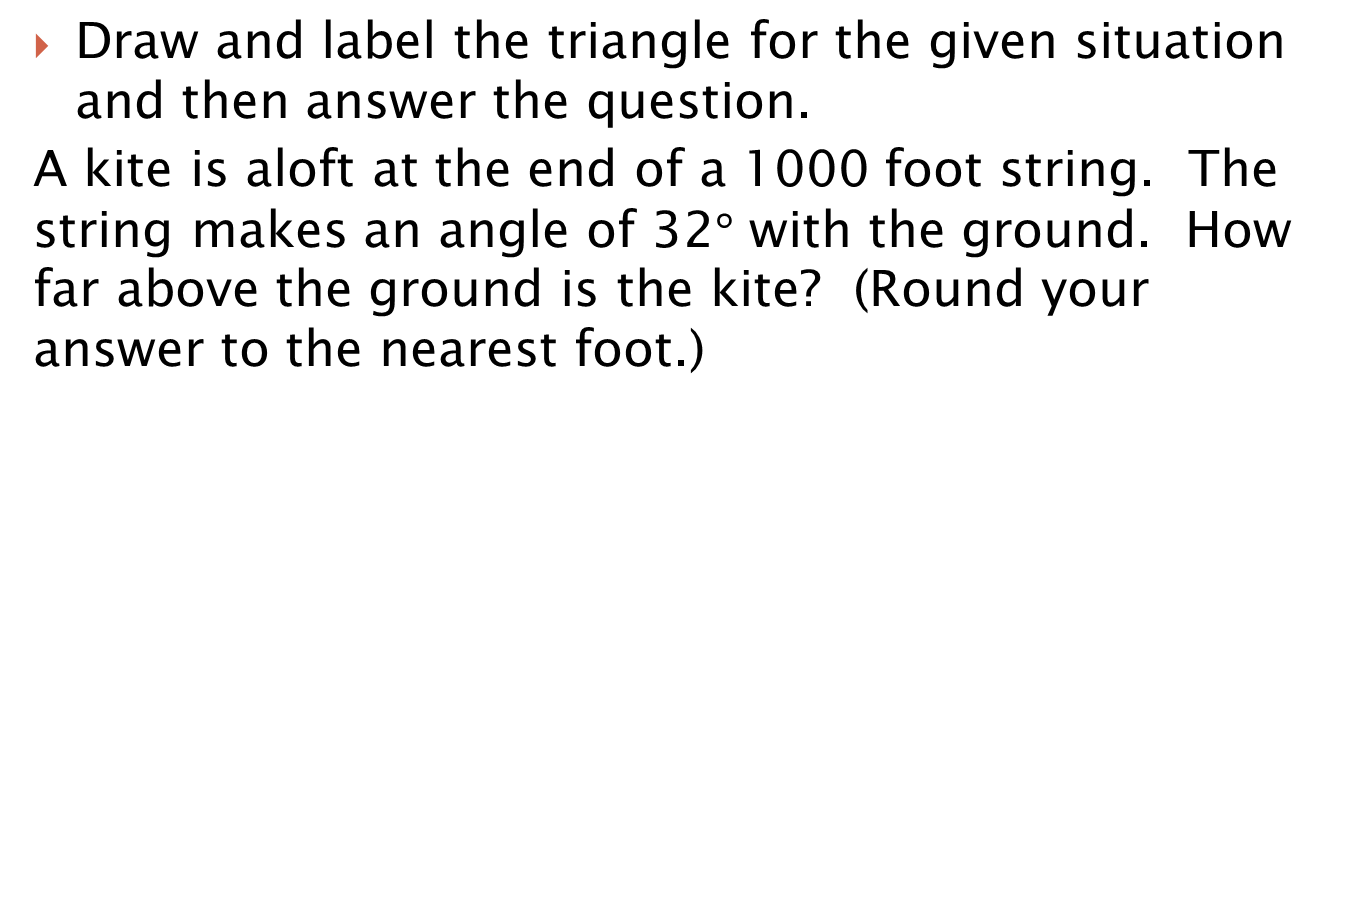 Draw and label the triangle for the given situation
and then answer the question.
A kite is aloft at the end of a 1000 foot string.  The
string makes an angle of 32° with the ground.  How
far above the ground is the kite?  (Round your
answer to the nearest foot.)